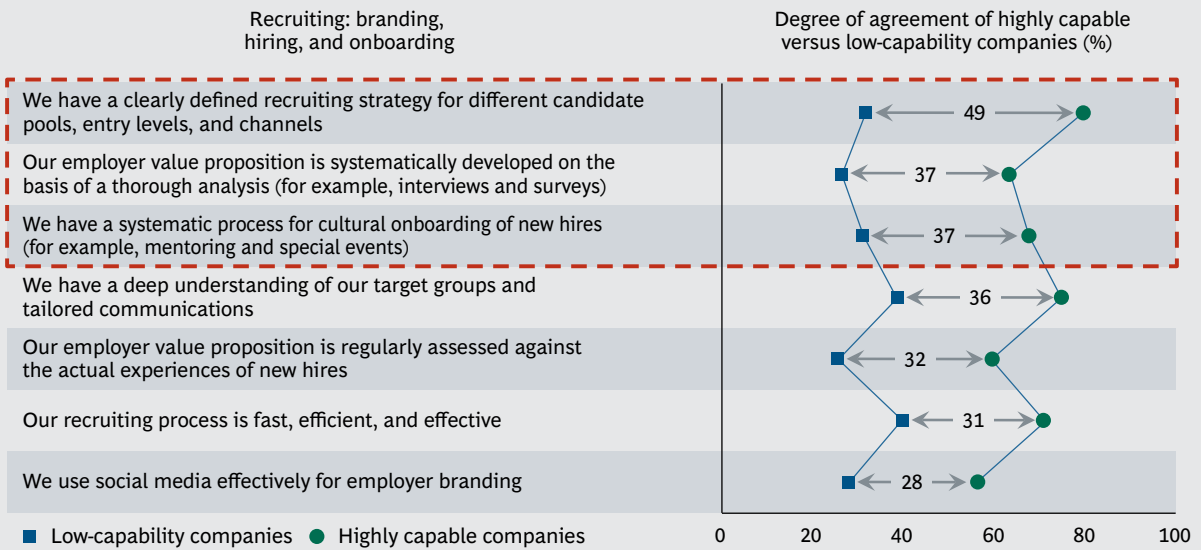 Recruiting: branding,
hiring, and onboarding
Degree of agreement of highly capable
versus low-capability companies (%)
We have a clearly defined recruiting strategy for different candidate
pools, entry levels, and channels
49
Our employer value proposition is systematically developed on the
basis of a thorough analysis (for example, interviews and surveys)
37
We have a systematic process for cultural onboarding of new hires
(for example, mentoring and special events)
37
We have a deep understanding of our target groups and
tailored communications
36
Our employer value proposition is regularly assessed against
the actual experiences of new hires
32
Our recruiting process is fast, efficient, and effective
31
We use social media effectively for employer branding
28
Low-capability companies Highly capable companies
0 20 40 60 80 100